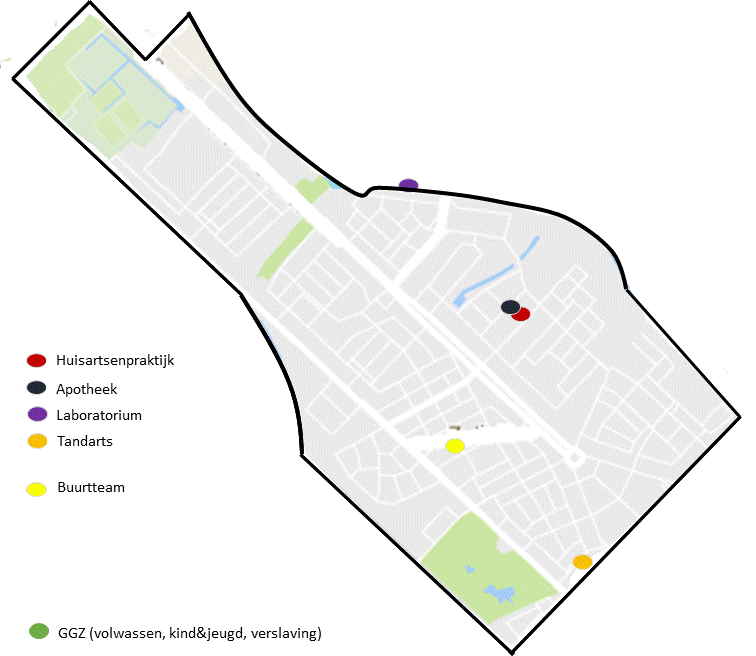 Huisartsenpraktijk
Apotheek
Laboratorium
Tandarts
Buurtteam
GGZ (volwassen, kind&jeugd, verslaving)